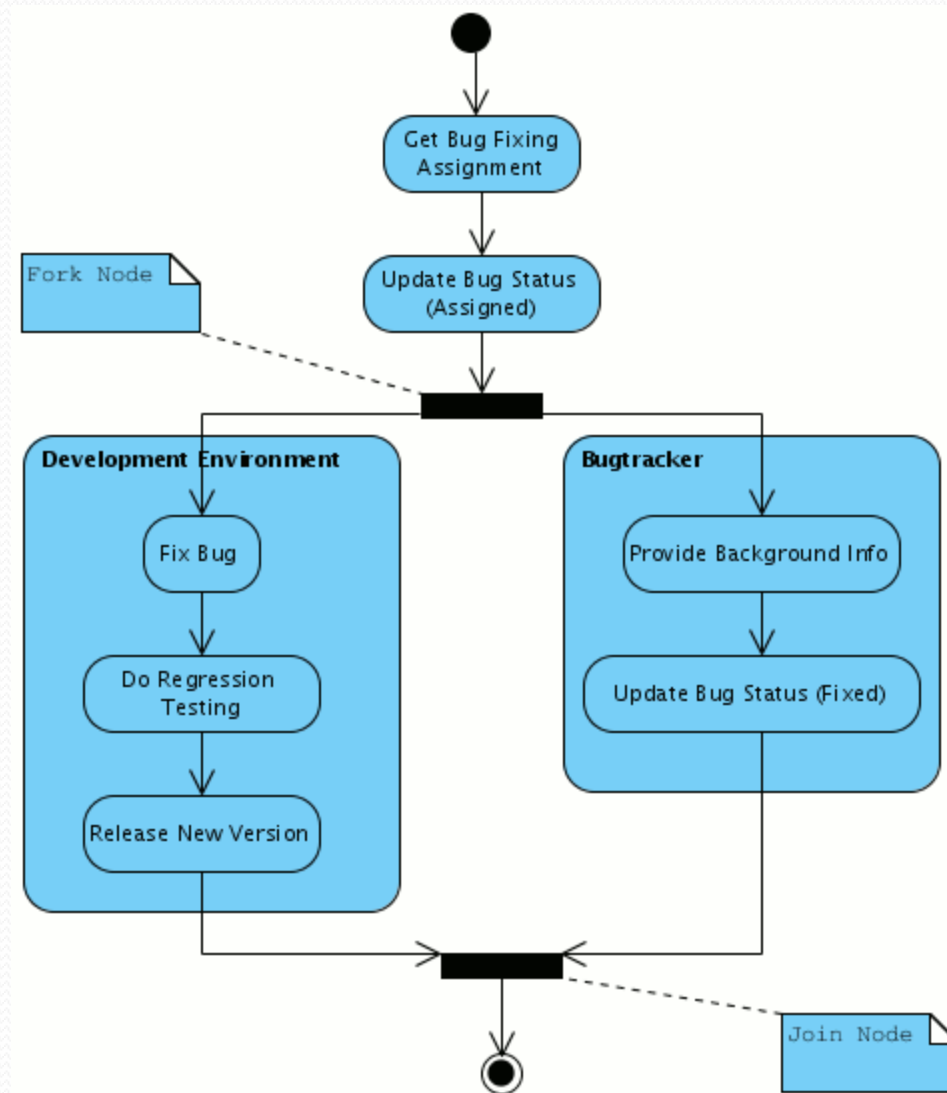 Get Bug Fixing
Assignment
Update Bug Status
(Assigned)
Fork Node
Development Environment
Fix Bug
Do Regression
Testing
Release New Version
Bugtracker
Provide Background Info
Update Bug Status (Fixed)
Join Node